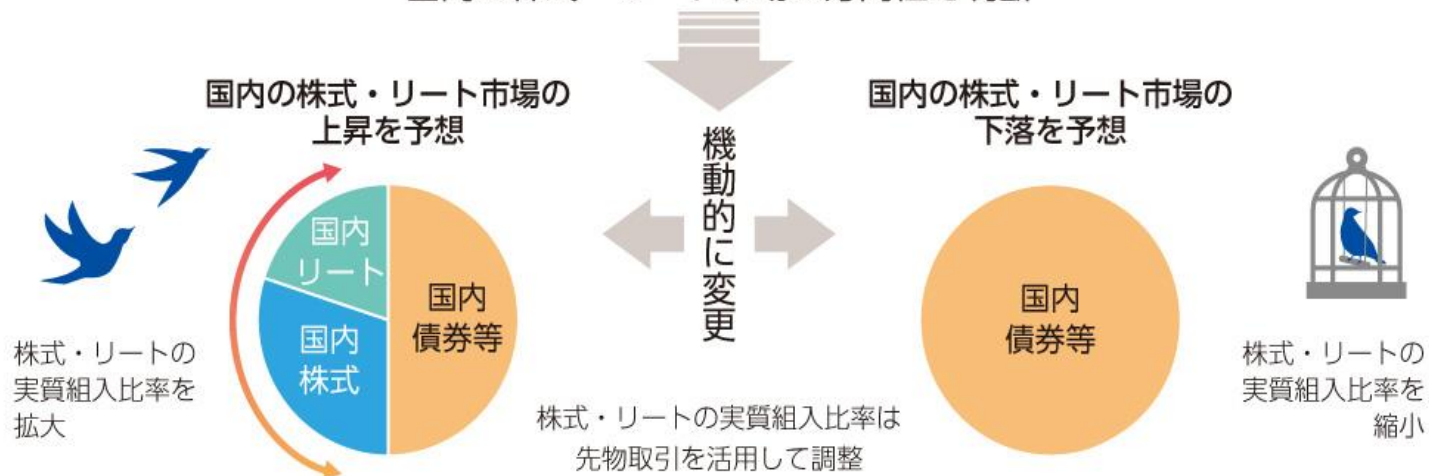 国内の株式・リート市場の
上昇を予想
国内の株式・リート市場の
下落を予想
機動的に変更
国内
リート
国内
株式
国内
債券等
国内
債券等
株式・リートの
実質組入比率を
拡大
株式・リートの実質組入比率は
先物取引を活用して調整
株式・リートの
実質組入比率を
縮小